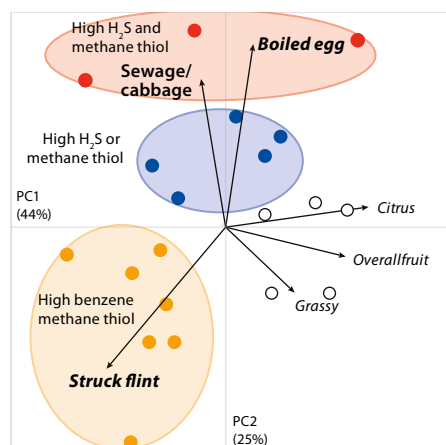 High H₂S and
methane thiol
Boiled egg
Sewage/
cabbage
High H₂S or
methane thiol
PC1
(44%)
Citrus
Overallfruit
Grassy
High benzene
methane thiol
Struck flint
PC2
(25%)